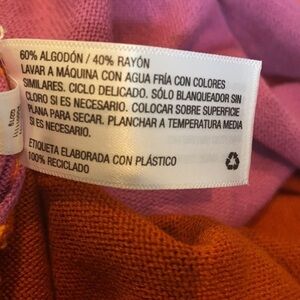 60% ALGODÓN / 40% RAYÓN
LAVAR A MÁQUINA CON AGUA FRÍA CON COLORES
SIMILARES. CICLO DELICADO. SÓLO BLANQUEADOR SIN
CLORO SI ES NECESARIO. COLOCAR SOBRE SUPERFICIE
PLANA PARA SECAR. PLANCHAR A TEMPERATURA MEDIA
SI ES NECESARIO.
ETIQUETA ELABORADA CON PLÁSTICO
100% RECICLADO